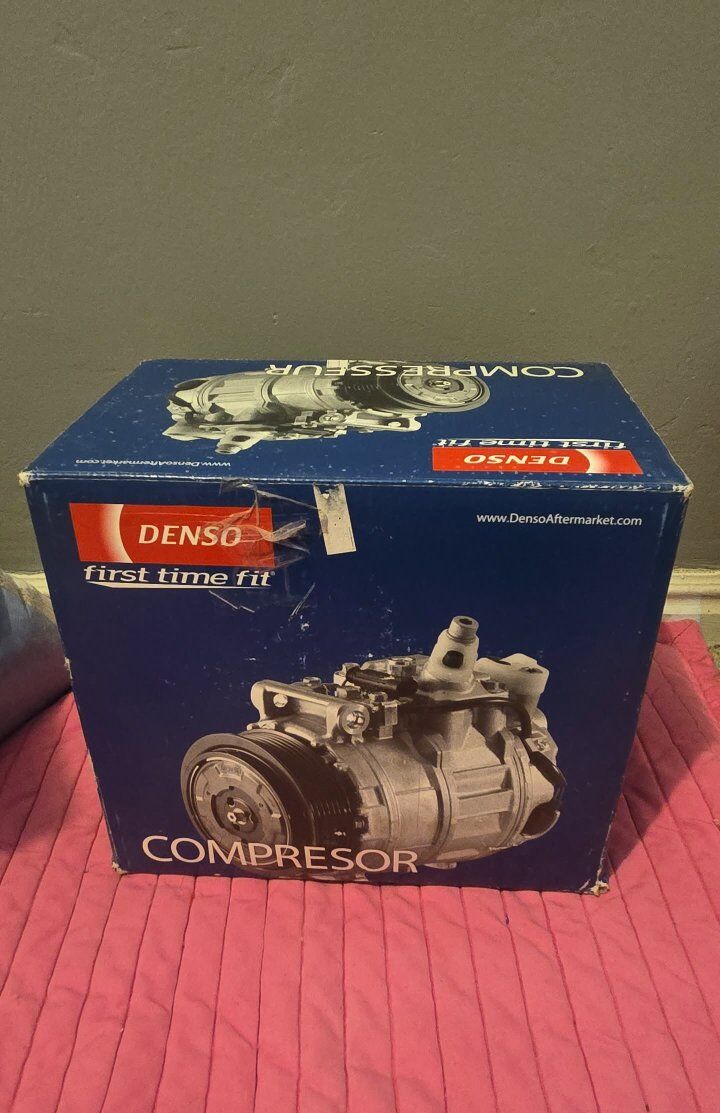 COMPRESSEUR
first time fit
DENSO
www.DensoAftermarket.com
DENSO
first time fit®
www.DensoAftermarket.com
COMPRESOR